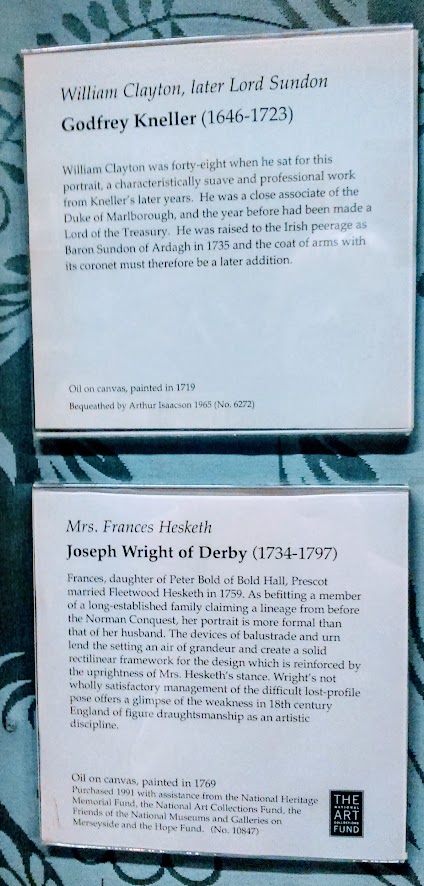 William Clayton, later Lord Sundon
Godfrey Kneller (1646-1723)
William Clayton was forty-eight when he sat for this
portrait, a characteristically suave and professional work
from Kneller's later years. He was a close associate of the
Duke of Marlborough, and the year before had been made a
Lord of the Treasury. He was raised to the Irish peerage as
Baron Sundon of Ardagh in 1735 and the coat of arms with
its coronet must therefore be a later addition.
Oil on canvas, painted in 1719
Bequeathed by Arthur Isaacson 1965 (No. 6272)
Mrs. Frances Hesketh
Joseph Wright of Derby (1734-1797)
Frances, daughter of Peter Bold of Bold Hall, Prescot
married Fleetwood Hesketh in 1759. As befitting a member
of a long-established family claiming a lineage from before
the Norman Conquest, her portrait is more formal than
that of her husband. The devices of balustrade and urn
lend the setting an air of grandeur and create a solid
rectilinear framework for the design which is reinforced by
the uprightness of Mrs. Hesketh's stance. Wright's not
wholly satisfactory management of the difficult lost-profile
pose offers a glimpse of the weakness in 18th century
England of figure draughtsmanship as an artistic
discipline.
Oil on canvas, painted in 1769
Purchased 1991 with assistance from the National Heritage
Memorial Fund, the National Art Collections Fund, the
Friends of the National Museums and Galleries on
Merseyside and the Hope Fund. (No. 10847)
THE
NATIONAL
ART
COLLECTIONS
FUND